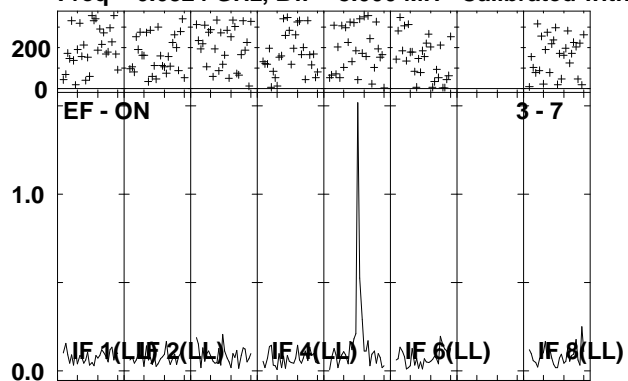 200
0
EF - ON 3 - 7
1.0
0.0
IF 1(LL) IF 2(LL) IF 4(LL) IF 6(LL) IF 8(LL)